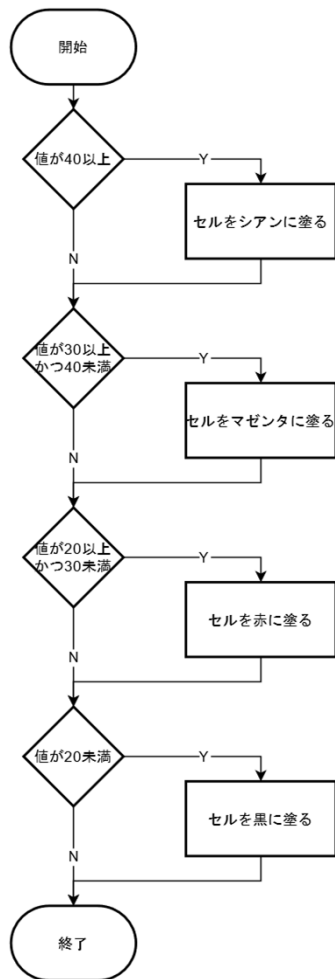 開始
値が40以上
Y
セルをシアンに塗る
N
値が30以上
かつ40未満
Y
セルをマゼンタに塗る
N
値が20以上
かつ30未満
Y
セルを赤に塗る
N
値が20未満
Y
セルを黒に塗る
N
終了